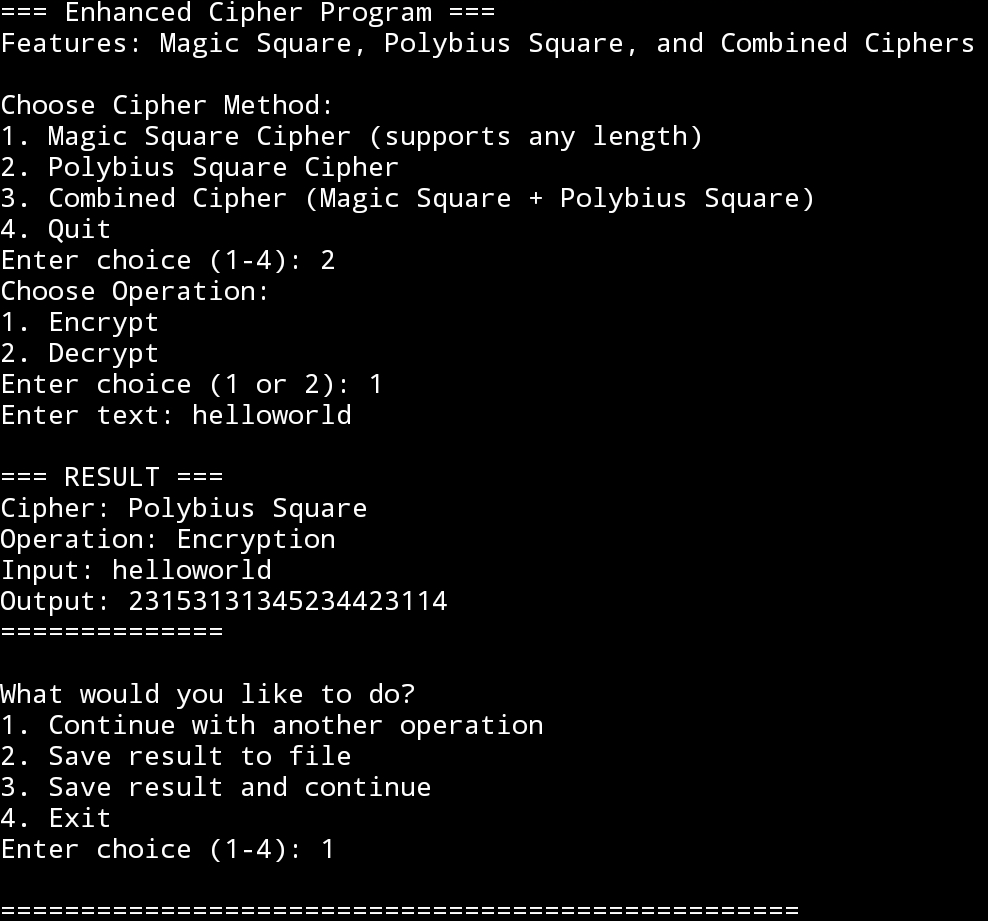 === Enhanced Cipher Program ===
Features: Magic Square, Polybius Square, and Combined Ciphers
Choose Cipher Method:
1. Magic Square Cipher (supports any length)
2. Polybius Square Cipher
3. Combined Cipher (Magic Square + Polybius Square)
4. Quit
Enter choice (1-4): 2
Choose Operation:
1. Encrypt
2. Decrypt
Enter choice (1 or 2): 1
Enter text: helloworld
=== RESULT ===
Cipher: Polybius Square
Operation: Encryption
Input: helloworld
Output: 23153131345234423114
==============
What would you like to do?
1. Continue with another operation
2. Save result to file
3. Save result and continue
4. Exit
Enter choice (1-4): 1
==================================================